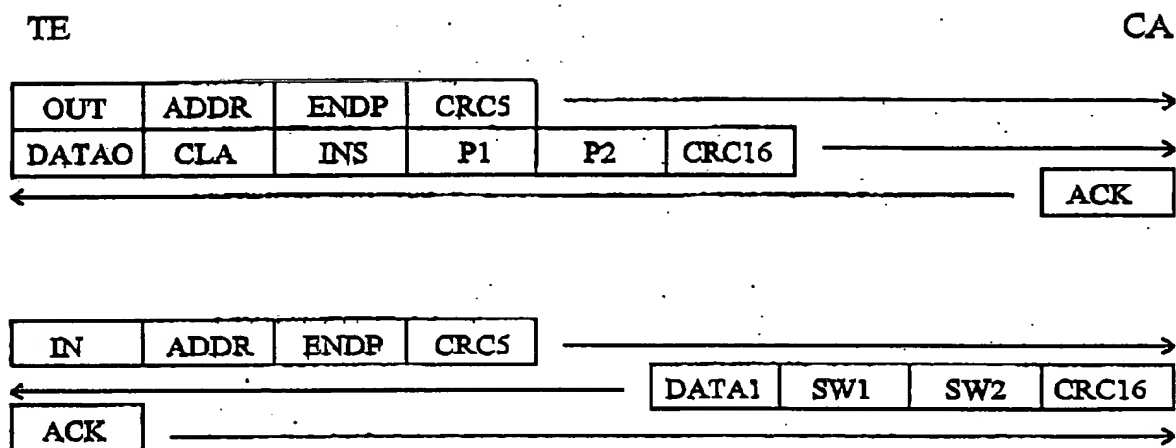 TE CA
OUT ADDR ENDP CRC5
DATA0 CLA INS P1 P2 CRC16
ACK
IN ADDR ENDP CRC5
DATA1 SW1 SW2 CRC16
ACK